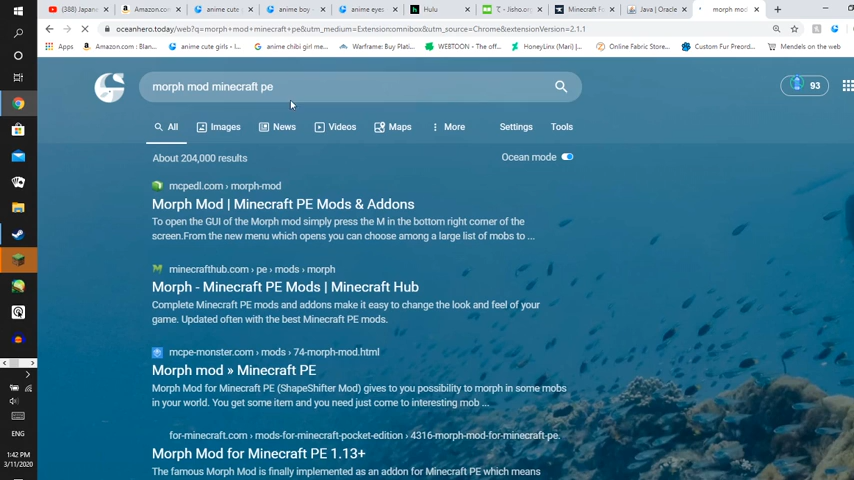 (388) Japane
Amazon.com
anime cute
anime boy -
anime eyes
Hulu
Jisho.org
Minecraft Fo
Java | Oracle
morph mod
oceanhero.today/web?q=morph+mod+minecraft+pe&utm_medium=Extension:omnibox&utm_source=Chrome&extensionVersion=2.1.1
Apps
Amazon.com : Blan...
anime cute girls - l...
anime chibi girl me...
Warframe: Buy Plati...
WEBTOON - The off...
HoneyLinx (Mari) |...
Online Fabric Store...
Custom Fur Preord...
Mendels on the web
morph mod minecraft pe
93
All
Images
News
Videos
Maps
More
Settings
Tools
About 204,000 results
Ocean mode
mcpedl.com › morph-mod
Morph Mod | Minecraft PE Mods & Addons
To open the GUI of the Morph mod simply press the M in the bottom right corner of the
screen.From the new menu which opens you can choose among a large list of mobs to ...
minecrafthub.com › pe › mods › morph
Morph - Minecraft PE Mods | Minecraft Hub
Complete Minecraft PE mods and addons make it easy to change the look and feel of your
game. Updated often with the best Minecraft PE mods.
mcpe-monster.com › mods › 74-morph-mod.html
Morph mod » Minecraft PE
Morph Mod for Minecraft PE (ShapeShifter Mod) gives to you possibility to morph in some mobs
in your world. You get some item and you need just come to interesting mob ...
for-minecraft.com › mods-for-minecraft-pocket-edition › 4316-morph-mod-for-minecraft-pe.
Morph Mod for Minecraft PE 1.13+
The famous Morph Mod is finally implemented as an addon for Minecraft PE which means
ENG
1:42 PM
3/11/2020